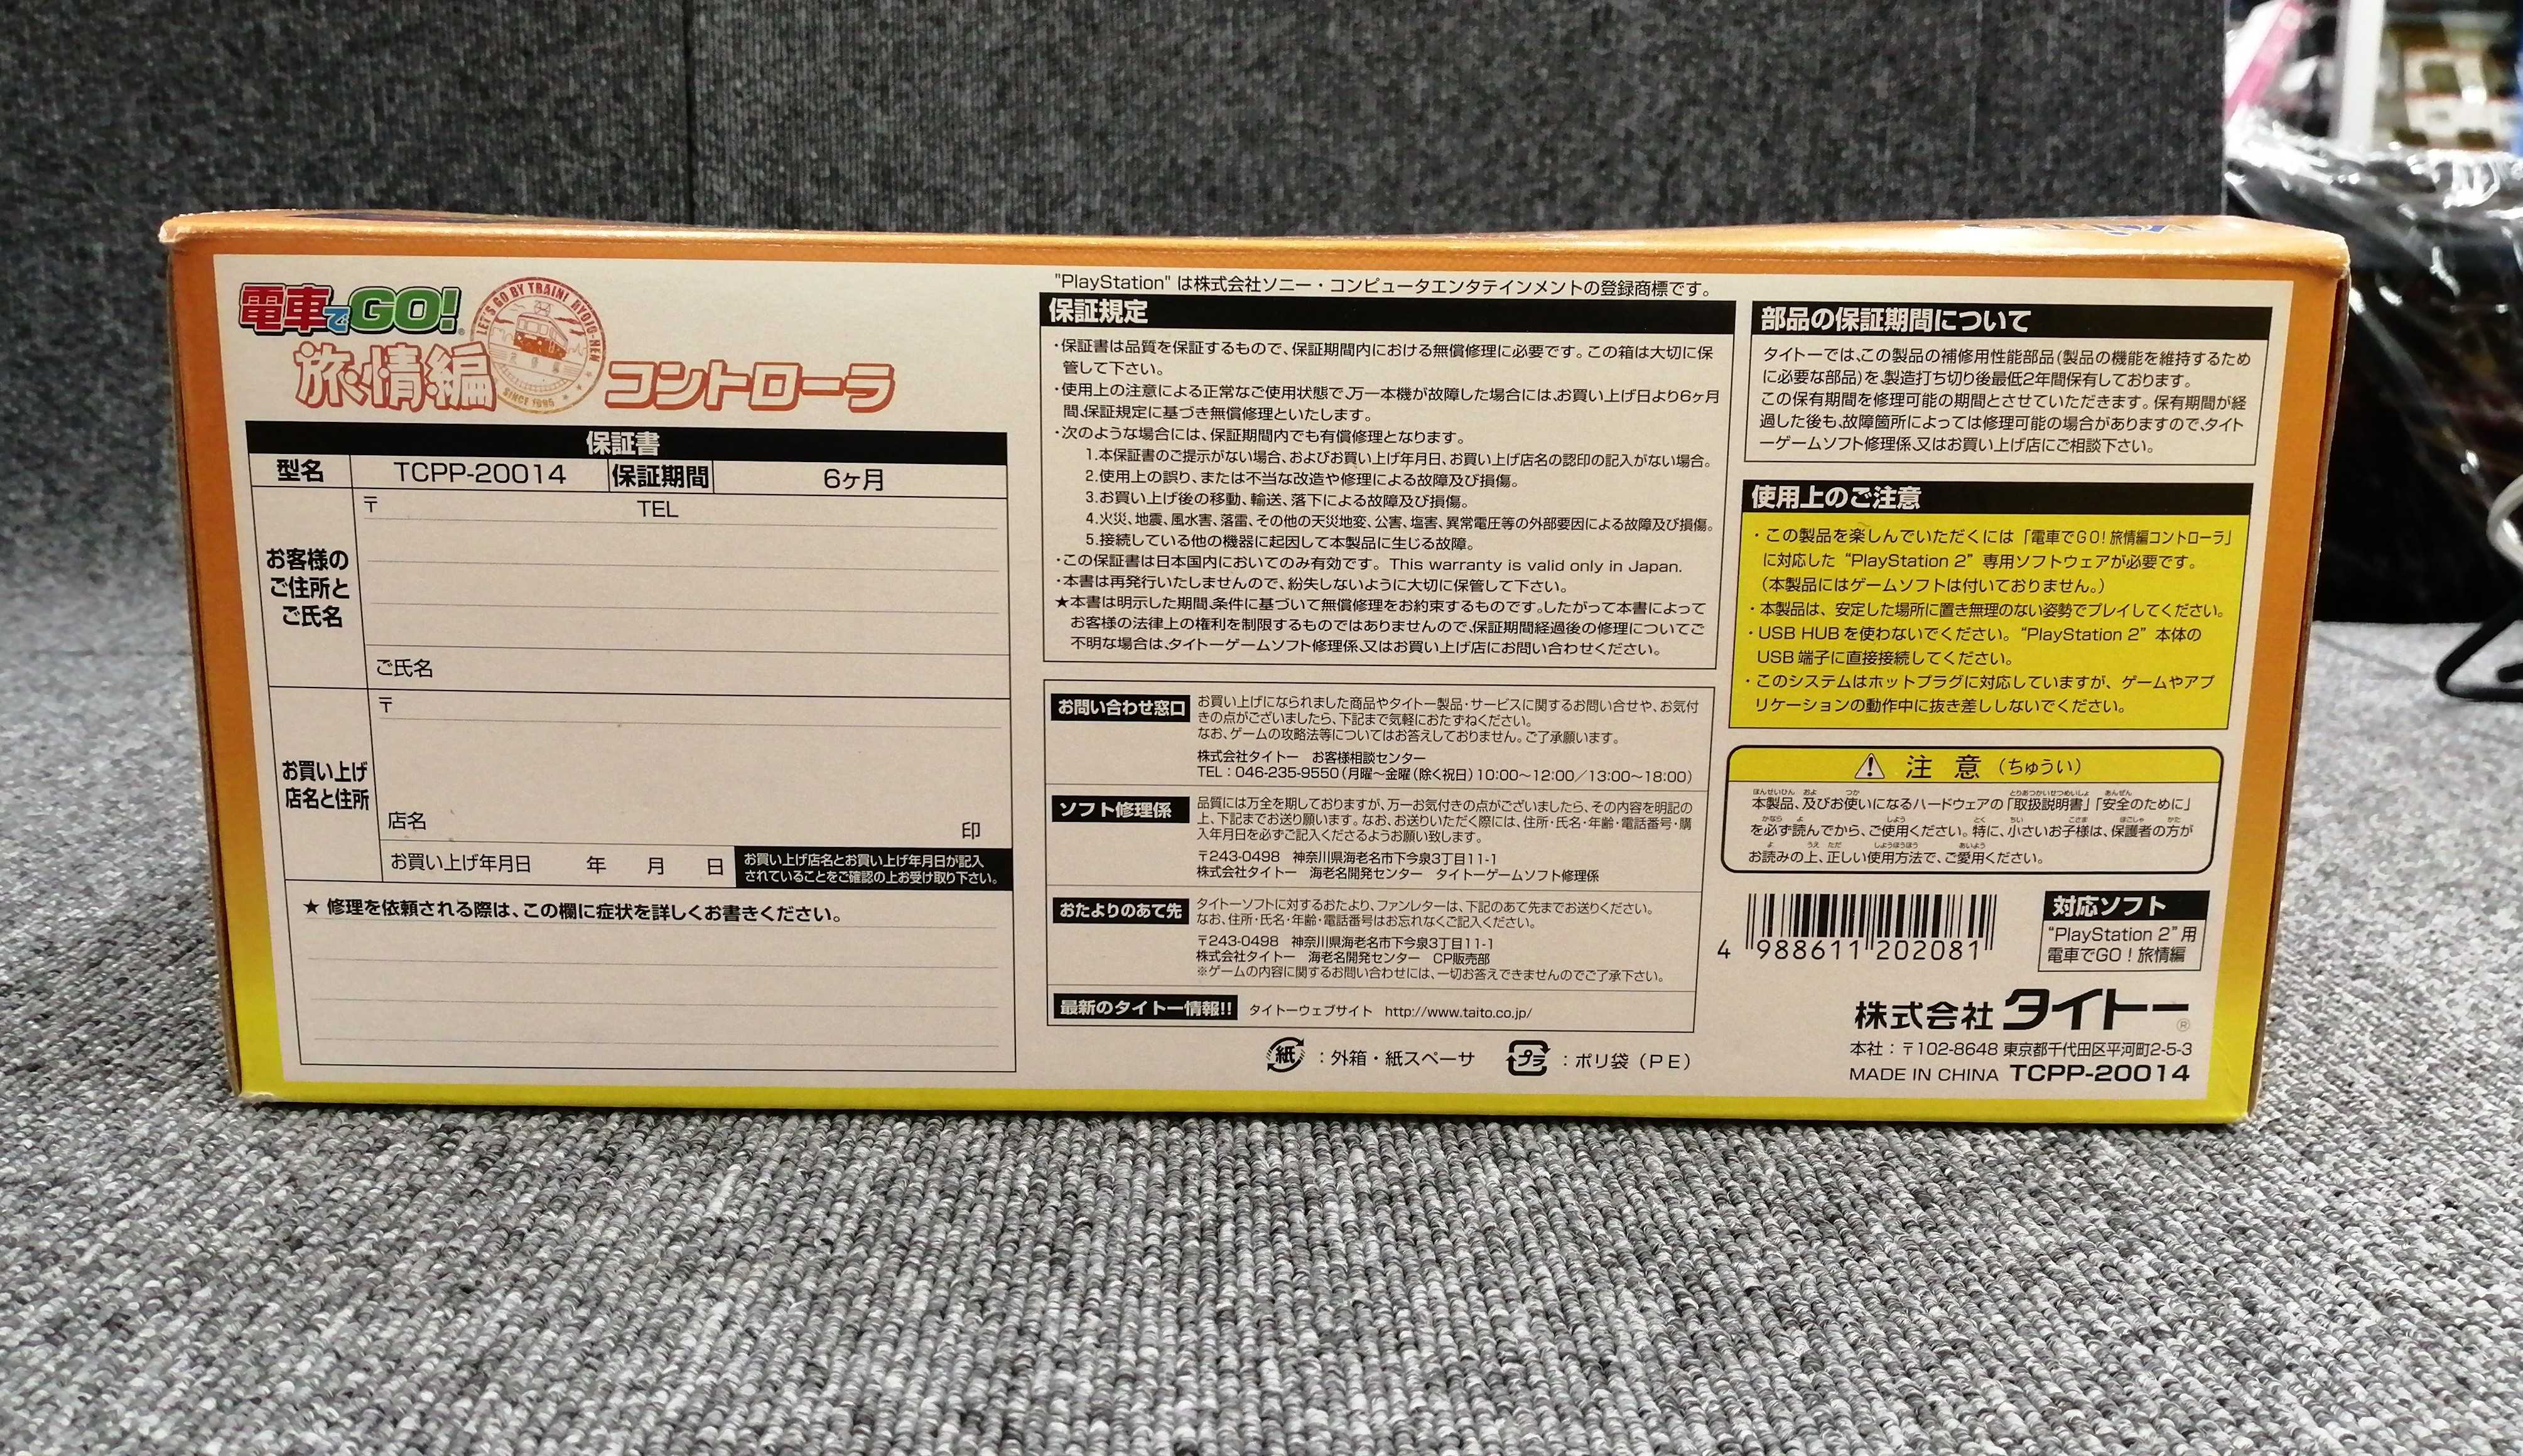 電車でGO!
LET'S GO BY TRAIN! RYOJO-HEN
SINCE 1995
旅情編 コントローラ
保証書
型名 TCPP-20014 保証期間 6ヶ月
お客様の
ご住所と
ご氏名
〒 TEL
ご氏名
お買い上げ
店名と住所
〒
店名 印
お買い上げ年月日 年 月 日
お買い上げ店名とお買い上げ年月日が記入
されていることをご確認の上お受け取り下さい。
★ 修理を依頼される際は、この欄に症状を詳しくお書きください。
"PlayStation" は株式会社ソニー・コンピュータエンタテインメントの登録商標です。
保証規定
・保証書は品質を保証するもので、保証期間内における無償修理に必要です。この箱は大切に保
管して下さい。
・使用上の注意による正常なご使用状態で、万一本機が故障した場合には、お買い上げ日より6ヶ月
間、保証規定に基づき無償修理といたします。
・次のような場合には、保証期間内でも有償修理となります。
1.本保証書のご提示がない場合、およびお買い上げ年月日、お買い上げ店名の認印の記入がない場合。
2.使用上の誤り、または不当な改造や修理による故障及び損傷。
3.お買い上げ後の移動、輸送、落下による故障及び損傷。
4.火災、地震、風水害、落雷、その他の天災地変、公害、塩害、異常電圧等の外部要因による故障及び損傷。
5.接続している他の機器に起因して本製品に生じる故障。
・この保証書は日本国内においてのみ有効です。This warranty is valid only in Japan.
・本書は再発行いたしませんので、紛失しないように大切に保管して下さい。
★本書は明示した期間、条件に基づいて無償修理をお約束するものです。したがって本書によって
お客様の法律上の権利を制限するものではありませんので、保証期間経過後の修理についてご
不明な場合は、タイトーゲームソフト修理係、又はお買い上げ店にお問い合わせください。
お問い合わせ窓口
お買い上げになられました商品やタイトー製品・サービスに関するお問い合せや、お気付
きの点がございましたら、下記まで気軽におたずねください。
なお、ゲームの攻略法等についてはお答えしておりません。ご了承願います。
株式会社タイトー お客様相談センター
TEL：046-235-9550（月曜〜金曜（除く祝日）10:00〜12:00／13:00〜18:00）
ソフト修理係
品質には万全を期しておりますが、万一お気付きの点がございましたら、その内容を明記の
上、下記までお送り願います。なお、お送りいただく際には、住所・氏名・年齢・電話番号・購
入年月日を必ずご記入くださるようお願い致します。
〒243-0498 神奈川県海老名市下今泉3丁目11-1
株式会社タイトー 海老名開発センター タイトーゲームソフト修理係
おたよりのあて先
タイトーソフトに対するおたより、ファンレターは、下記のあて先までお送りください。
なお、住所・氏名・年齢・電話番号はお忘れなくご記入ください。
〒243-0498 神奈川県海老名市下今泉3丁目11-1
株式会社タイトー 海老名開発センター CP販売部
※ゲームの内容に関するお問い合わせには、一切お答えできませんのでご了承下さい。
最新のタイトー情報!! タイトーウェブサイト http://www.taito.co.jp/
紙：外箱・紙スペーサ プラ：ポリ袋（PE）
部品の保証期間について
タイトーでは、この製品の補修用性能部品(製品の機能を維持するため
に必要な部品)を、製造打ち切り後最低2年間保有しております。
この保有期間を修理可能の期間とさせていただきます。保有期間が経
過した後も、故障箇所によっては修理可能の場合がありますので、タイト
ーゲームソフト修理係、又はお買い上げ店にご相談下さい。
使用上のご注意
・この製品を楽しんでいただくには「電車でGO！旅情編コントローラ」
に対応した "PlayStation 2" 専用ソフトウェアが必要です。
（本製品にはゲームソフトは付いておりません。）
・本製品は、安定した場所に置き無理のない姿勢でプレイしてください。
・USB HUBを使わないでください。"PlayStation 2" 本体の
USB端子に直接接続してください。
・このシステムはホットプラグに対応していますが、ゲームやアプ
リケーションの動作中に抜き差ししないでください。
注 意（ちゅうい）
ほんせいひん およ つか とりあつかいせつめいしょ あんぜん
本製品、及びお使いになるハードウェアの「取扱説明書」「安全のために」
かなら よ しよう とく ちい こさま ほごしゃ かた
を必ず読んでから、ご使用ください。特に、小さいお子様は、保護者の方が
よ うえ ただ しようほうほう あいよう
お読みの上、正しい使用方法で、ご愛用ください。
4 988611 202081
対応ソフト
"PlayStation 2"用
電車でGO！旅情編
株式会社 タイトー®
本社：〒102-8648 東京都千代田区平河町2-5-3
MADE IN CHINA TCPP-20014